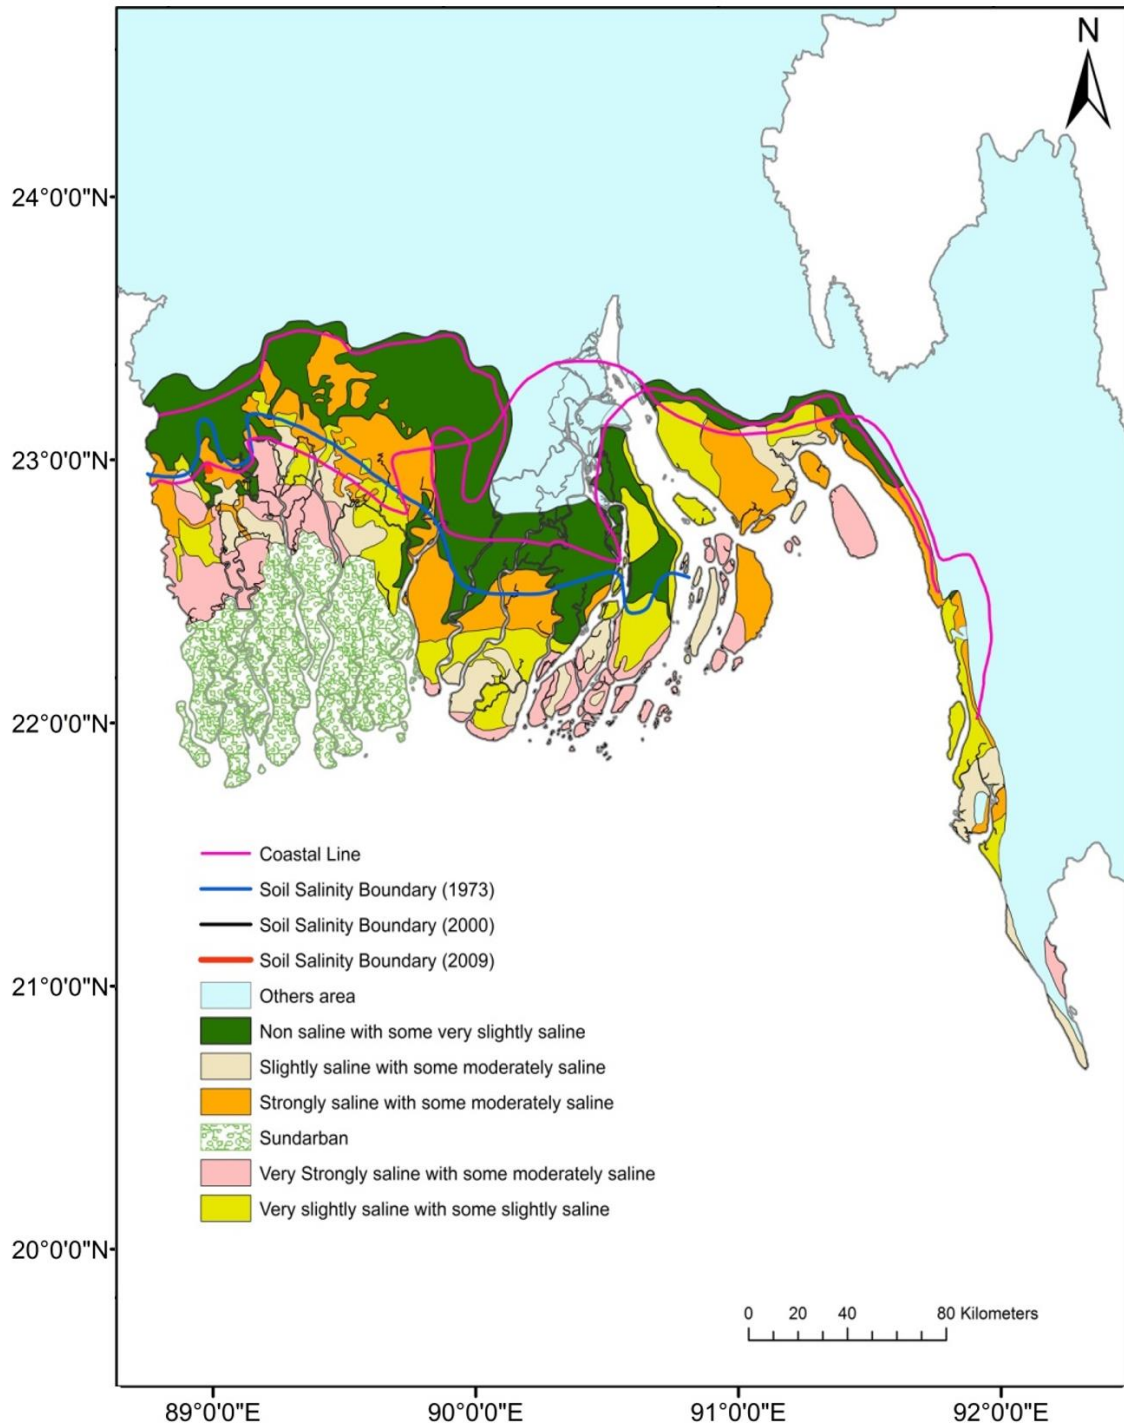 N
24°0'0"N
23°0'0"N
22°0'0"N
21°0'0"N
20°0'0"N
Coastal Line
Soil Salinity Boundary (1973)
Soil Salinity Boundary (2000)
Soil Salinity Boundary (2009)
Others area
Non saline with some very slightly saline
Slightly saline with some moderately saline
Strongly saline with some moderately saline
Sundarban
Very Strongly saline with some moderately saline
Very slightly saline with some slightly saline
0 20 40 80 Kilometers
89°0'0"E 90°0'0"E 91°0'0"E 92°0'0"E